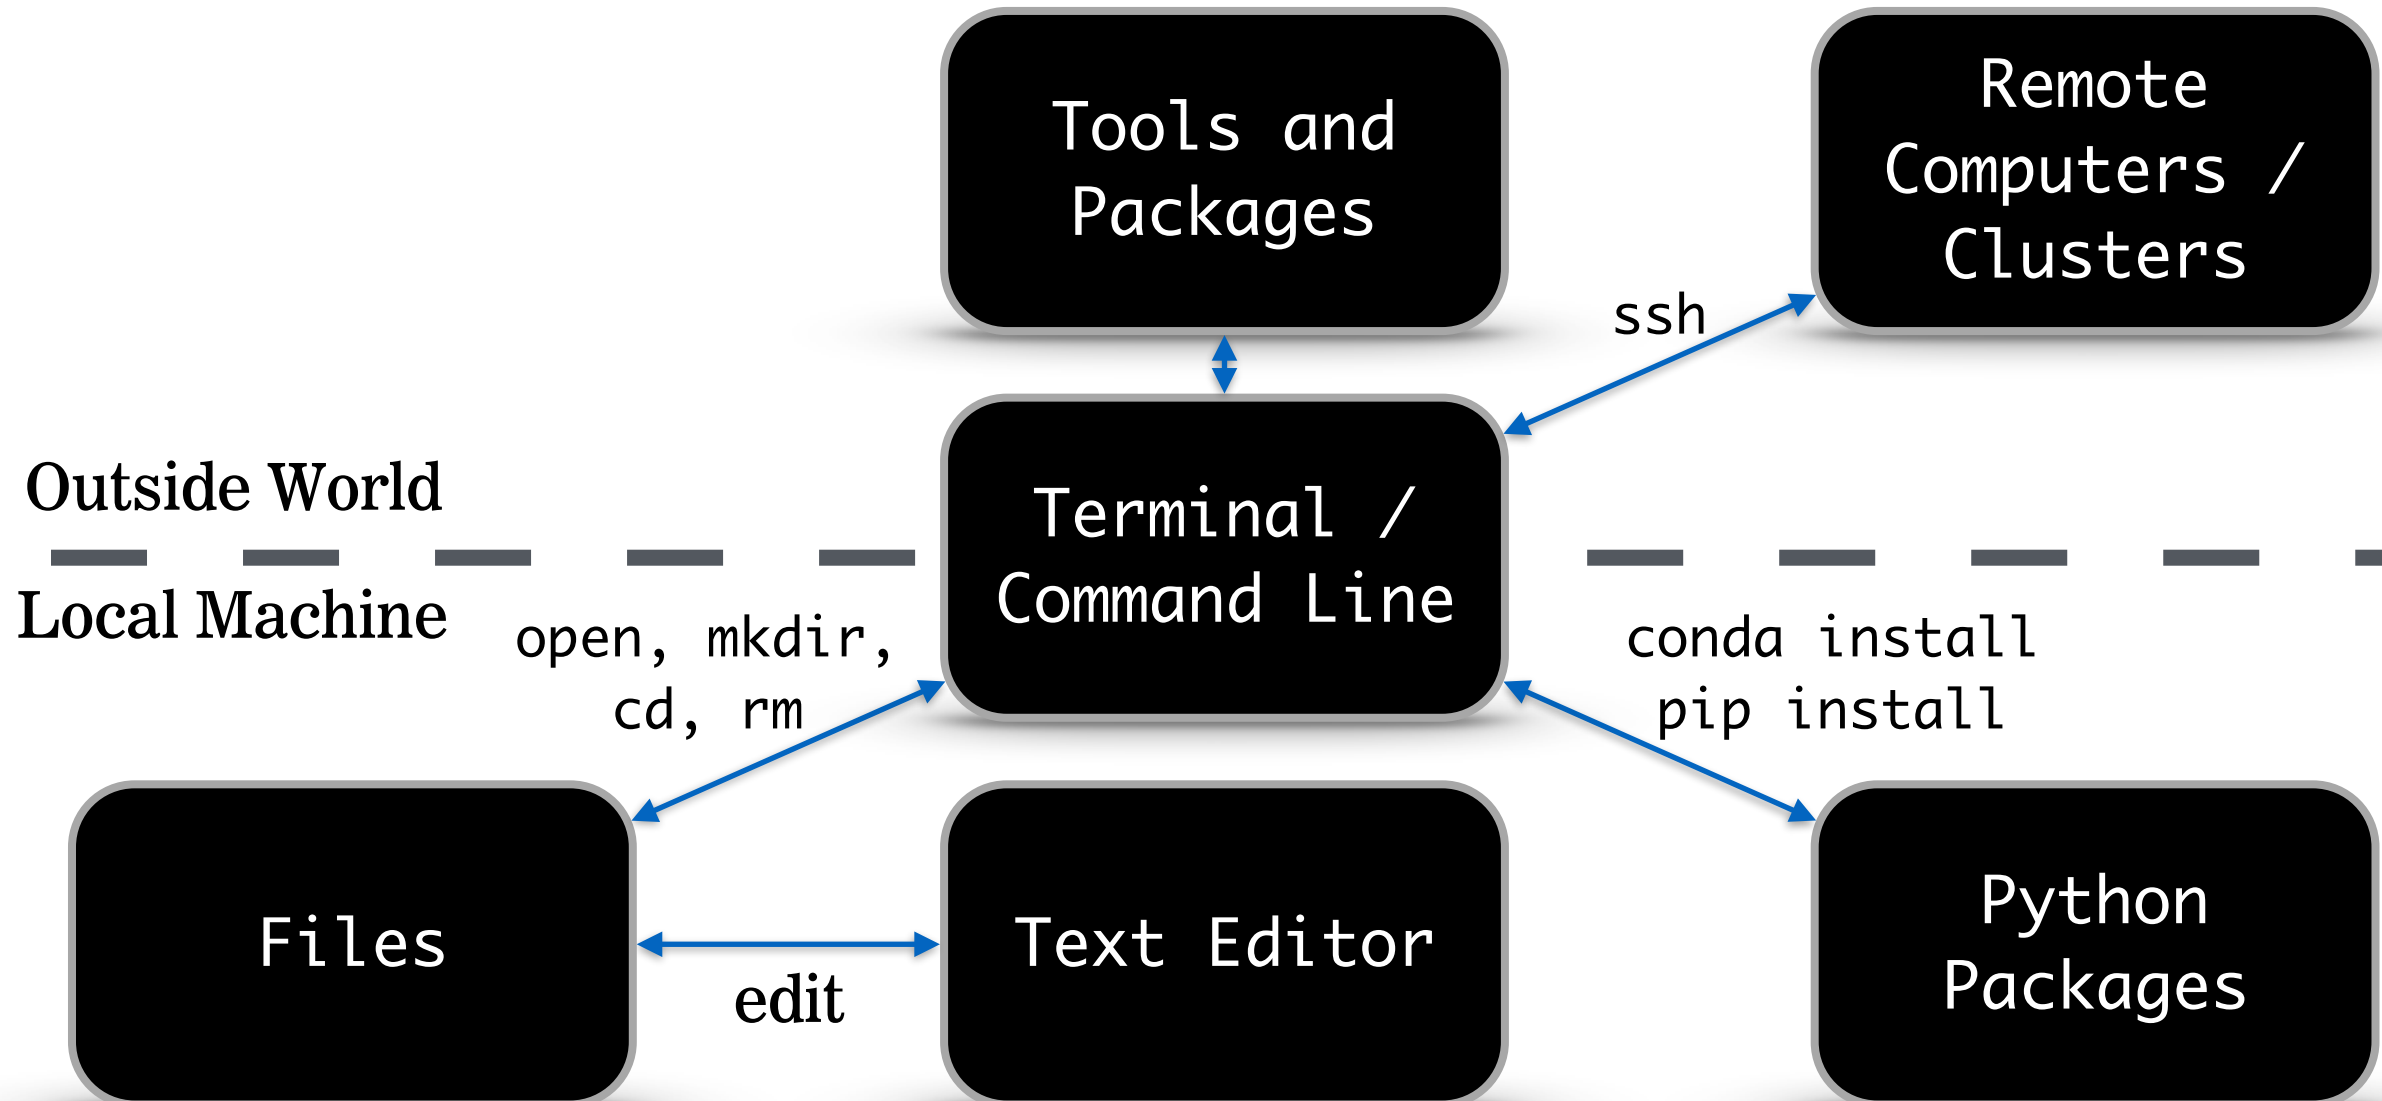 Tools and
Packages
Remote
Computers /
Clusters
ssh
Outside World
Terminal /
Command Line
Local Machine
open, mkdir,
cd, rm
conda install
pip install
Files
edit
Text Editor
Python
Packages